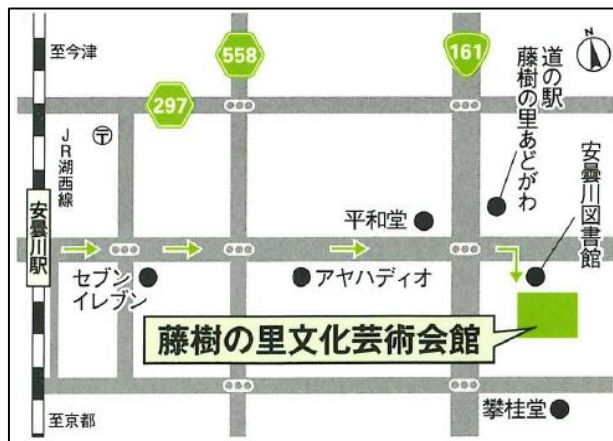 至今津
558
161
N
道の駅
藤樹の里あどがわ
297
〒
JR湖西線
安曇川図書館
平和堂
安曇川駅
セブン
イレブン
アヤハディオ
藤樹の里文化芸術会館
至京都
攀桂堂